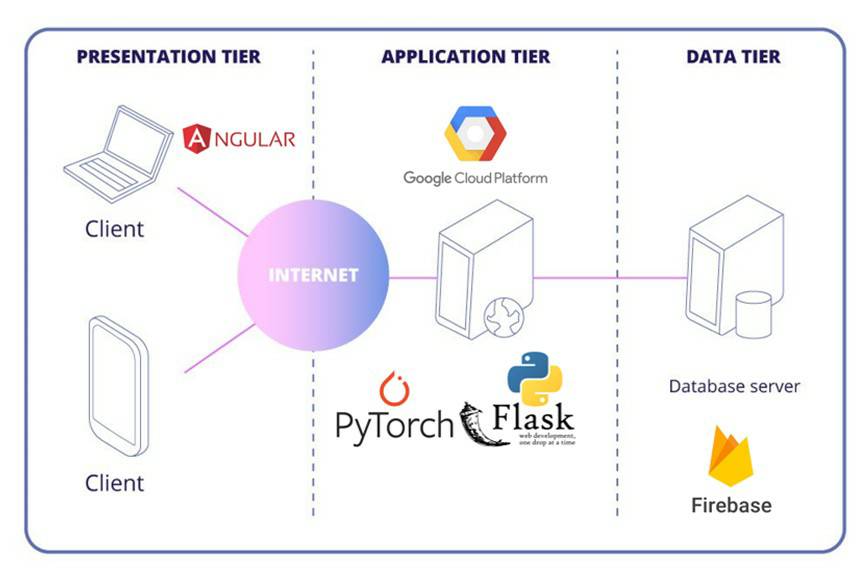 PRESENTATION TIER
APPLICATION TIER
DATA TIER
ANGULAR
Google Cloud Platform
Client
INTERNET
PyTorch
Flask
web development,
one drop at a time
Database server
Client
Firebase